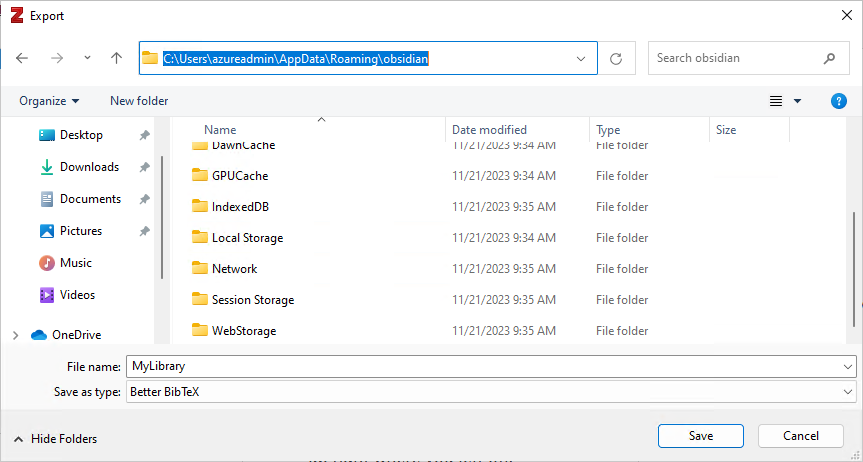 Export
C:\Users\azureadmin\AppData\Roaming\obsidian
Search obsidian
Organize
New folder
Name Date modified Type Size
Desktop
Downloads
Documents
Pictures
Music
Videos
OneDrive
DawnCache 11/21/2023 9:34 AM File folder
GPUCache 11/21/2023 9:34 AM File folder
IndexedDB 11/21/2023 9:35 AM File folder
Local Storage 11/21/2023 9:34 AM File folder
Network 11/21/2023 9:35 AM File folder
Session Storage 11/21/2023 9:35 AM File folder
WebStorage 11/21/2023 9:35 AM File folder
File name: MyLibrary
Save as type: Better BibTeX
Hide Folders
Save
Cancel